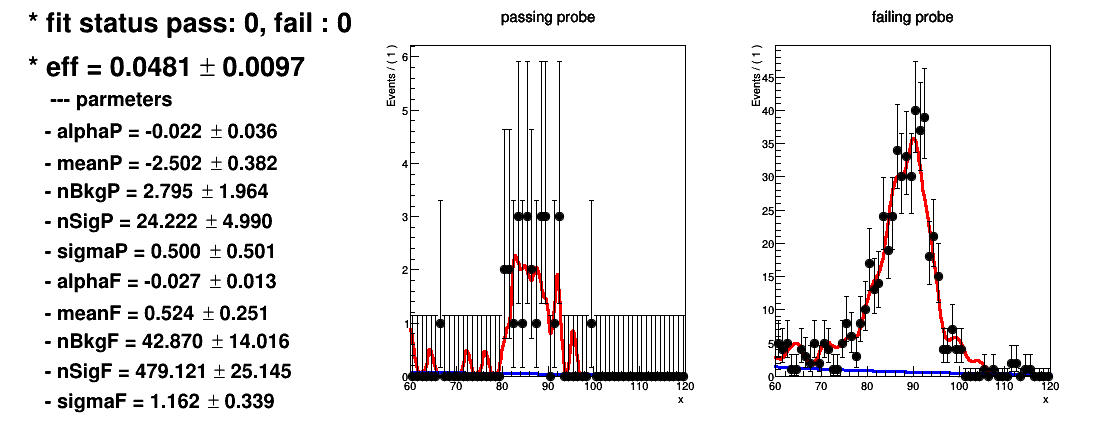 * fit status pass: 0, fail : 0
* eff = 0.0481 ± 0.0097
--- parmeters
- alphaP = -0.022 ± 0.036
- meanP = -2.502 ± 0.382
- nBkgP = 2.795 ± 1.964
- nSigP = 24.222 ± 4.990
- sigmaP = 0.500 ± 0.501
- alphaF = -0.027 ± 0.013
- meanF = 0.524 ± 0.251
- nBkgF = 42.870 ± 14.016
- nSigF = 479.121 ± 25.145
- sigmaF = 1.162 ± 0.339
passing probe
Events / ( 1 )
6
5
4
3
2
1
0
60 70 80 90 100 110 120
x
failing probe
Events / ( 1 )
45
40
35
30
25
20
15
10
5
0
60 70 80 90 100 110 120
x